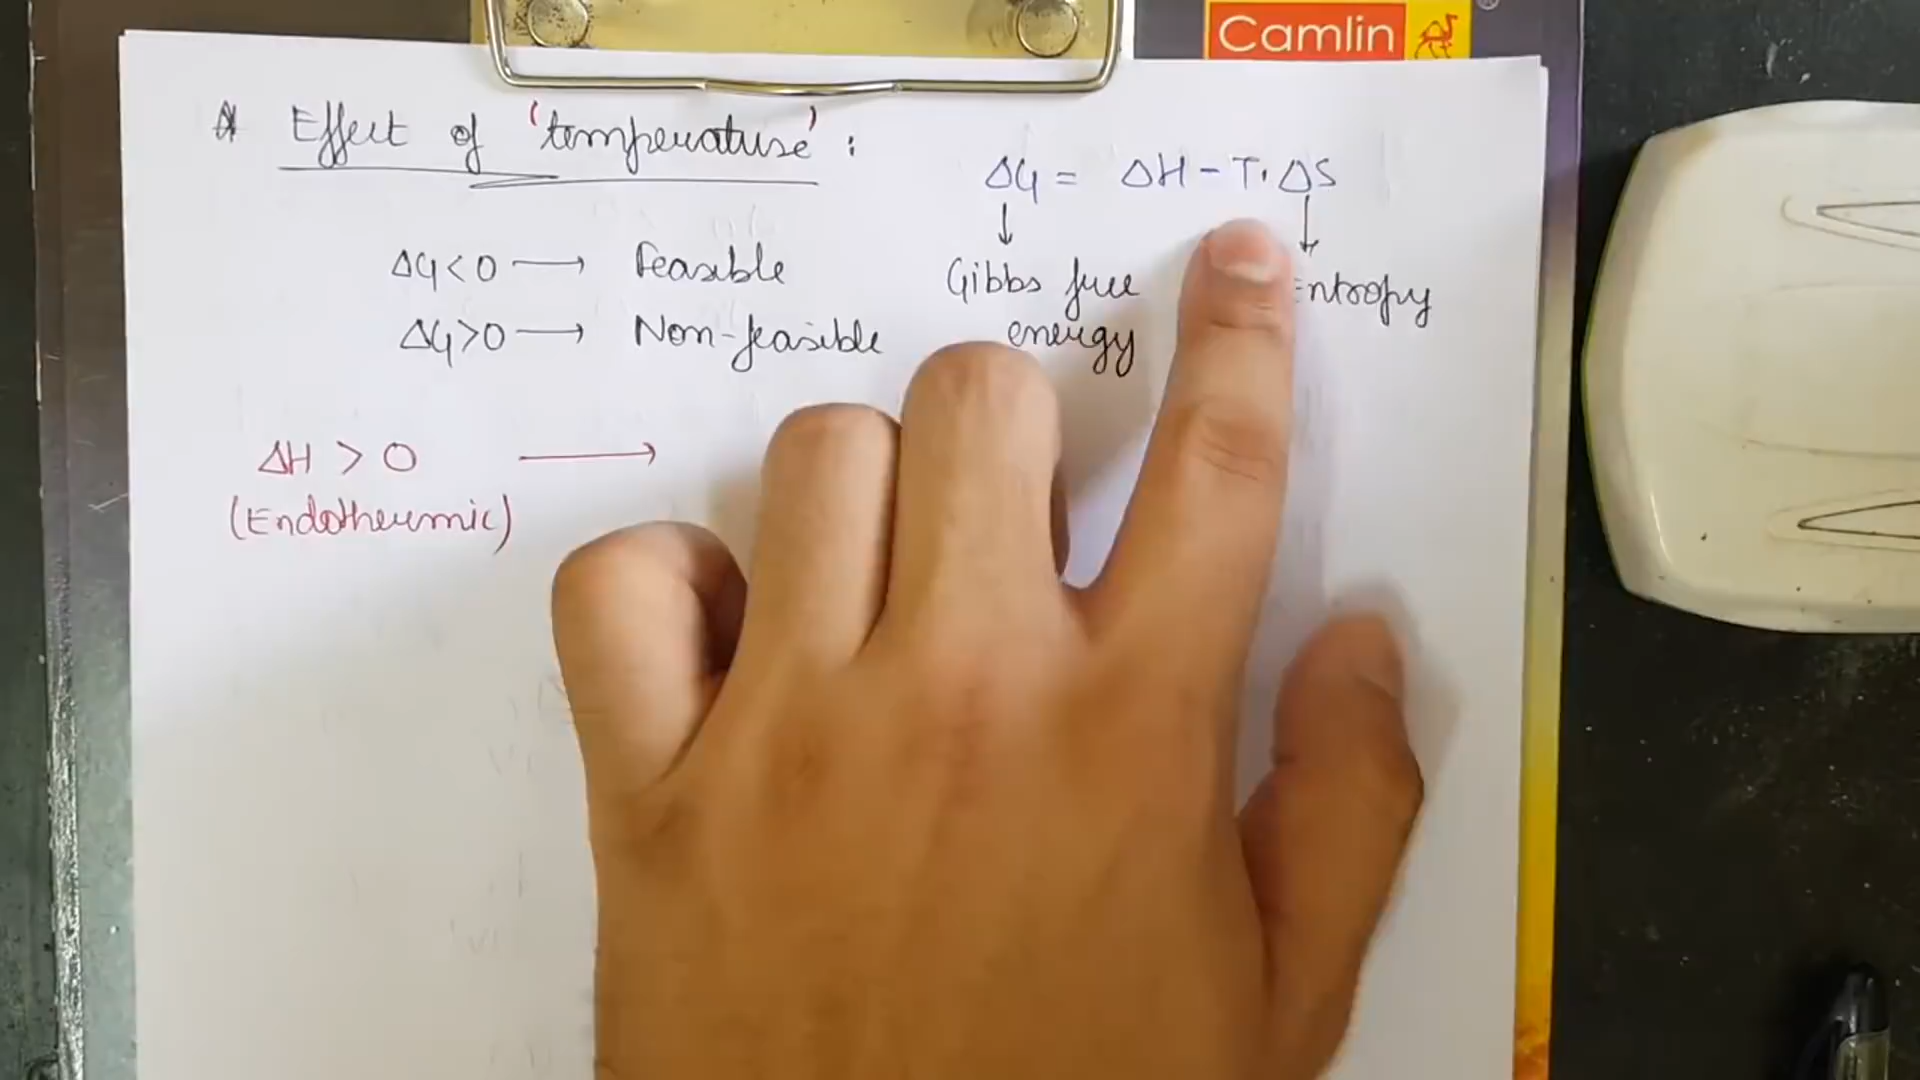 Camlin
®
* Effect of 'temperature' :
ΔG = ΔH - T. ΔS
ΔG < 0 → Feasible
Gibbs free energy
Entropy
ΔG > 0 → Non-feasible
ΔH > 0 →
(Endothermic)